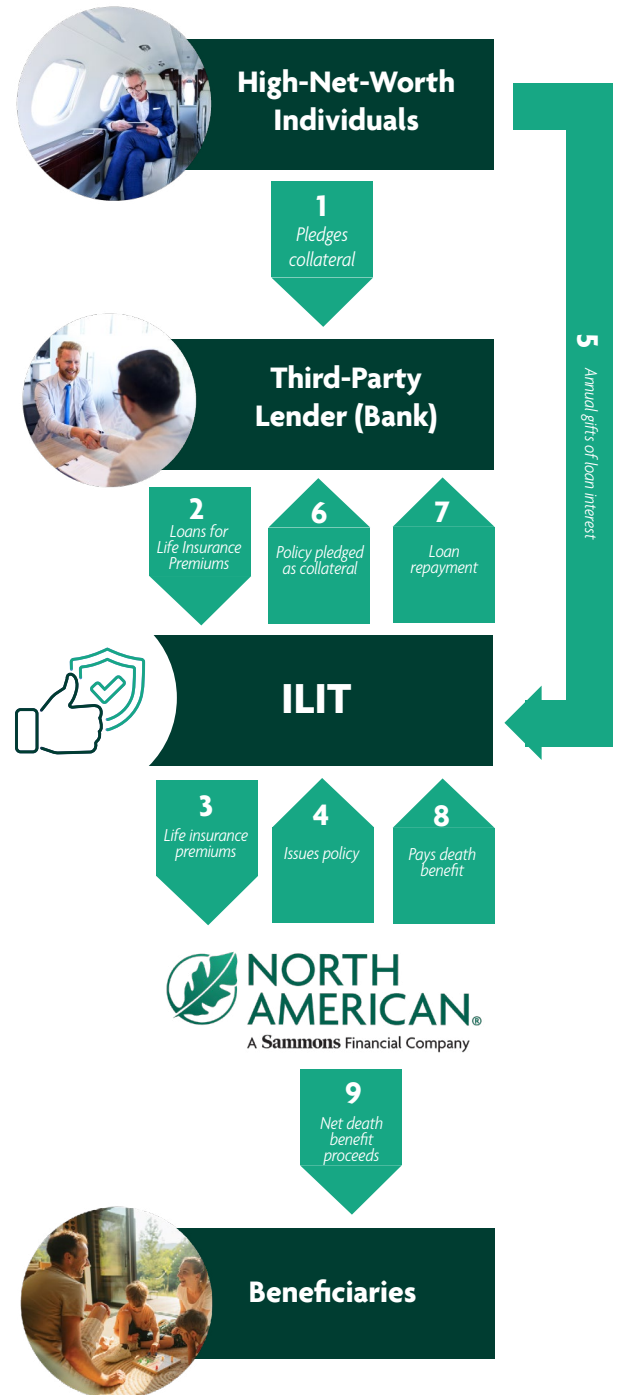 High-Net-Worth
Individuals
1
Pledges
collateral
5
Annual gifts of loan interest
Third-Party
Lender (Bank)
2
Loans for
Life Insurance
Premiums
6
Policy pledged
as collateral
7
Loan
repayment
ILIT
3
Life insurance
premiums
4
Issues policy
8
Pays death
benefit
NORTH
AMERICAN®
A Sammons Financial Company
9
Net death
benefit
proceeds
Beneficiaries